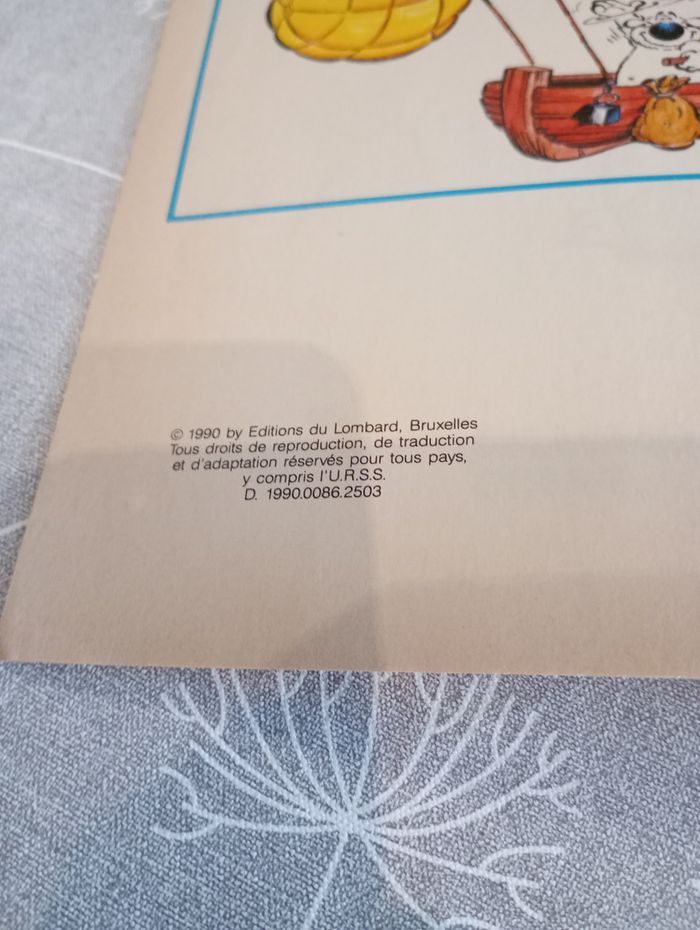 © 1990 by Editions du Lombard, Bruxelles
Tous droits de reproduction, de traduction
et d'adaptation réservés pour tous pays,
y compris l'U.R.S.S.
D. 1990.0086.2503